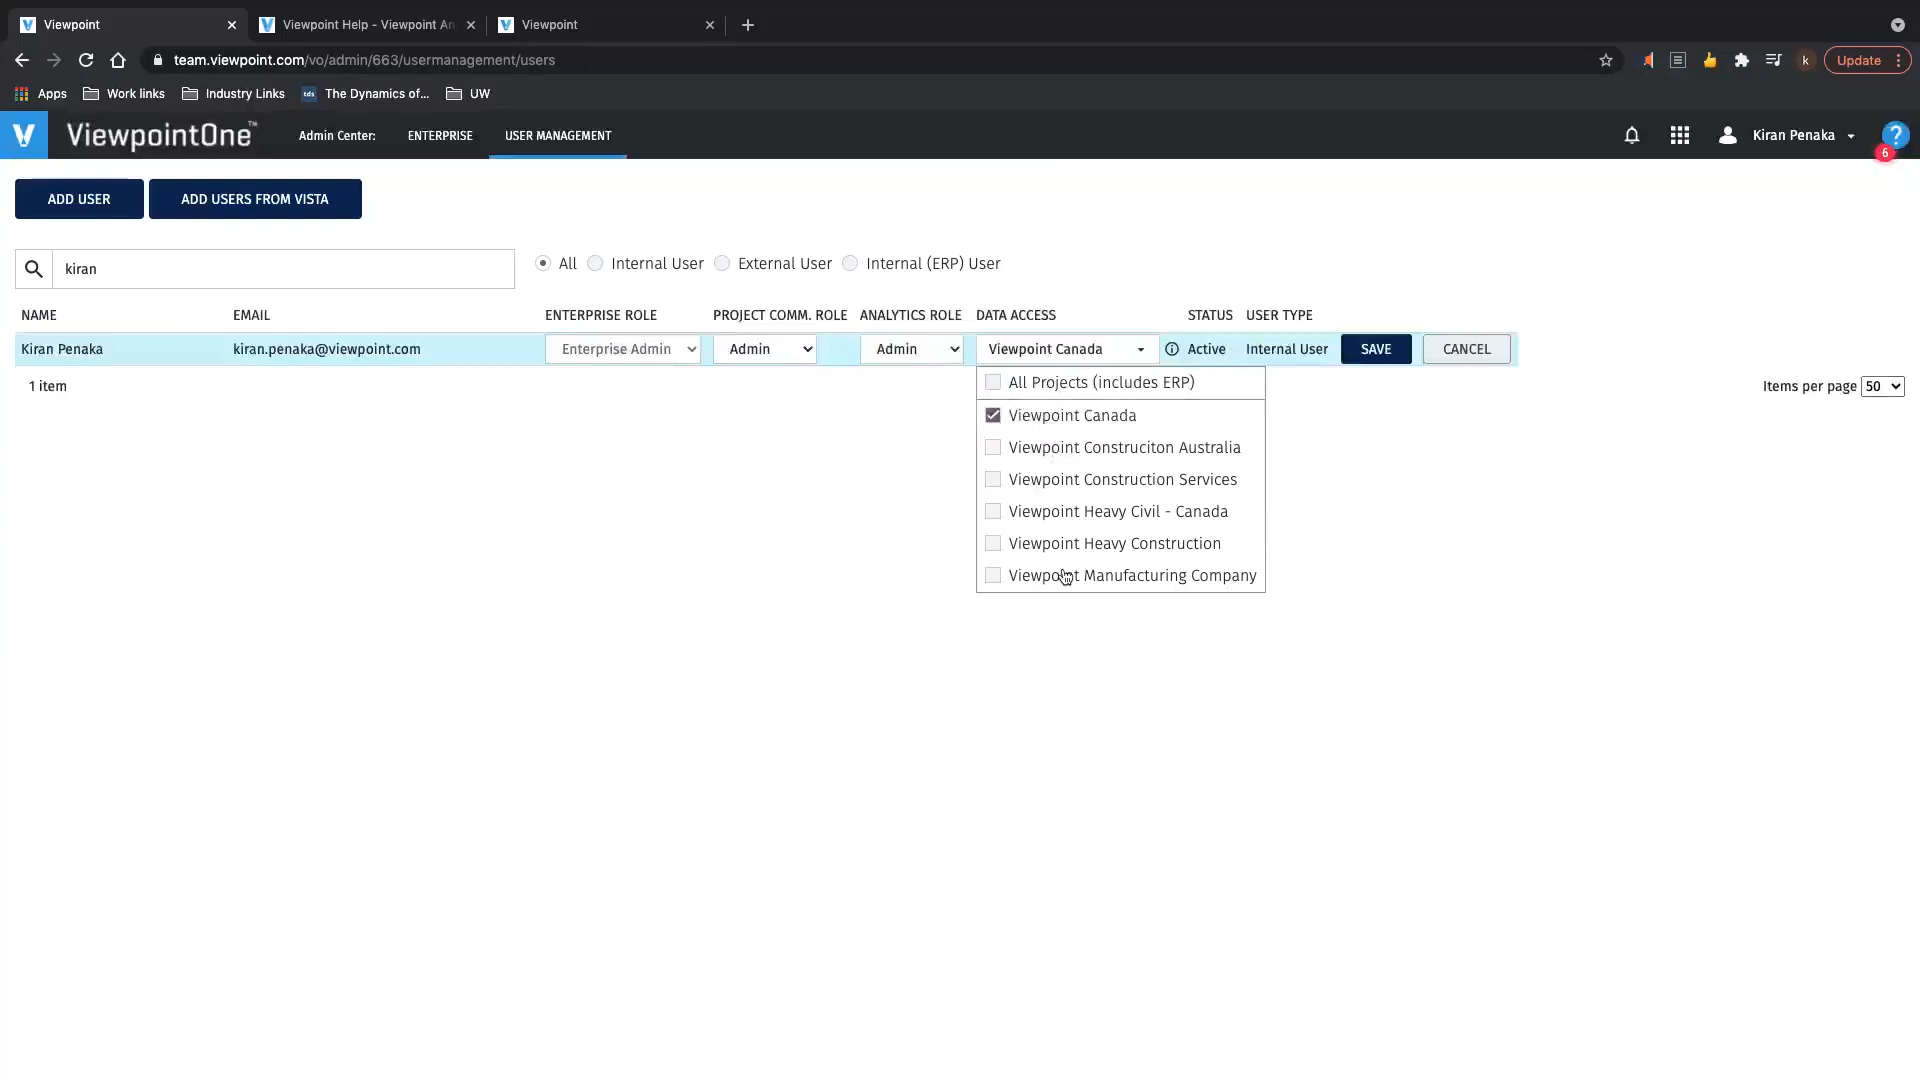 Viewpoint
Viewpoint Help - Viewpoint An
Viewpoint
team.viewpoint.com/vo/admin/663/usermanagement/users
k
Update
Apps
Work links
Industry Links
tds
The Dynamics of...
UW
V
ViewpointOne™
Admin Center:
ENTERPRISE
USER MANAGEMENT
Kiran Penaka
?
6
ADD USER
ADD USERS FROM VISTA
kiran
All
Internal User
External User
Internal (ERP) User
NAME
EMAIL
ENTERPRISE ROLE
PROJECT COMM. ROLE
ANALYTICS ROLE
DATA ACCESS
STATUS
USER TYPE
Kiran Penaka
kiran.penaka@viewpoint.com
Enterprise Admin
Admin
Admin
Viewpoint Canada
Active
Internal User
SAVE
CANCEL
1 item
Items per page 50
All Projects (includes ERP)
Viewpoint Canada
Viewpoint Construciton Australia
Viewpoint Construction Services
Viewpoint Heavy Civil - Canada
Viewpoint Heavy Construction
Viewpoint Manufacturing Company